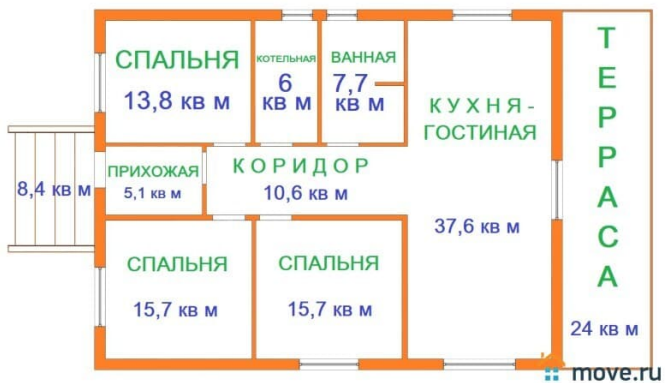 СПАЛЬНЯ
13,8 кв м
КОТЕЛЬНАЯ
6
кв м
ВАННАЯ
7,7
кв м
КУХНЯ-
ГОСТИНАЯ
37,6 кв м
ТЕРРАСА
24 кв м
8,4 кв м
ПРИХОЖАЯ
5,1 кв м
КОРИДОР
10,6 кв м
СПАЛЬНЯ
15,7 кв м
СПАЛЬНЯ
15,7 кв м
move.ru